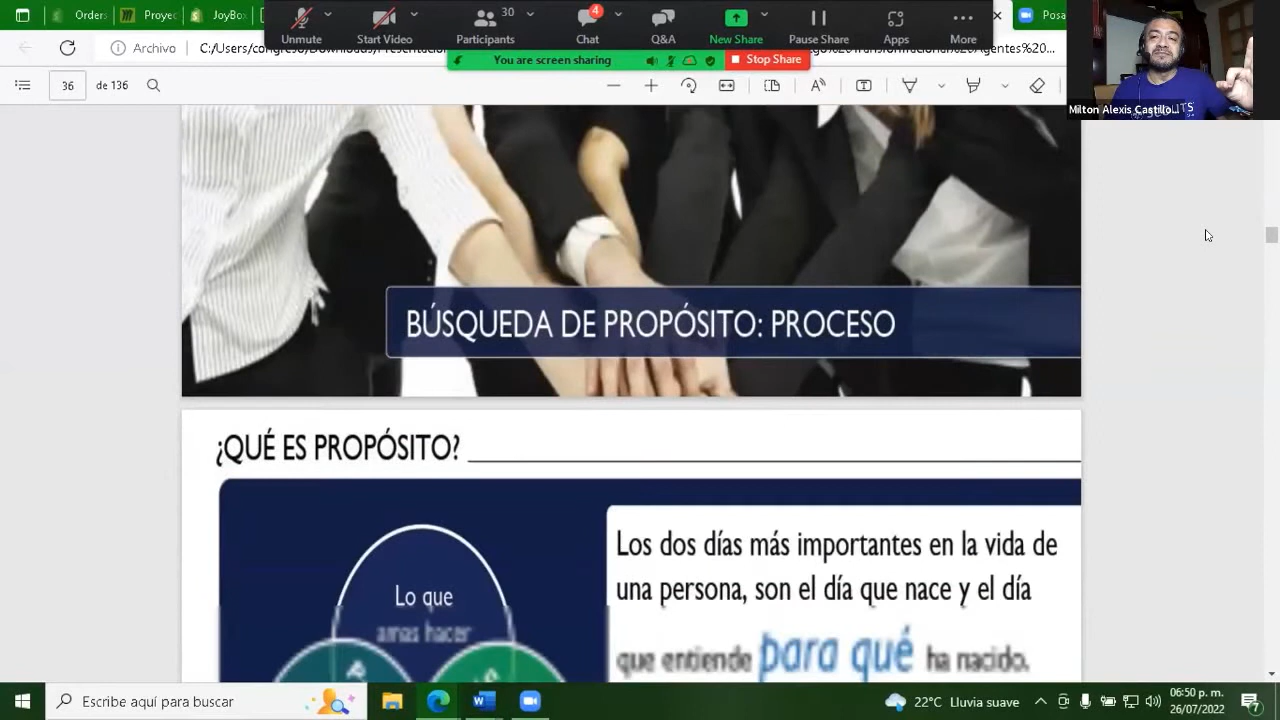 Orders
Proyec
JoyBox
30
4
Unmute
Start Video
Participants
Chat
Q&A
New Share
Pause Share
Apps
More
Posa
You are screen sharing
Stop Share
Archivo
36
de 136
Milton Alexis Castillo...
BÚSQUEDA DE PROPÓSITO: PROCESO
¿QUÉ ES PROPÓSITO?
Lo que
amas hacer
Los dos días más importantes en la vida de
una persona, son el día que nace y el día
que entiende para qué ha nacido.
Escribe aquí para buscar
22°C Lluvia suave
06:50 p. m.
26/07/2022
7